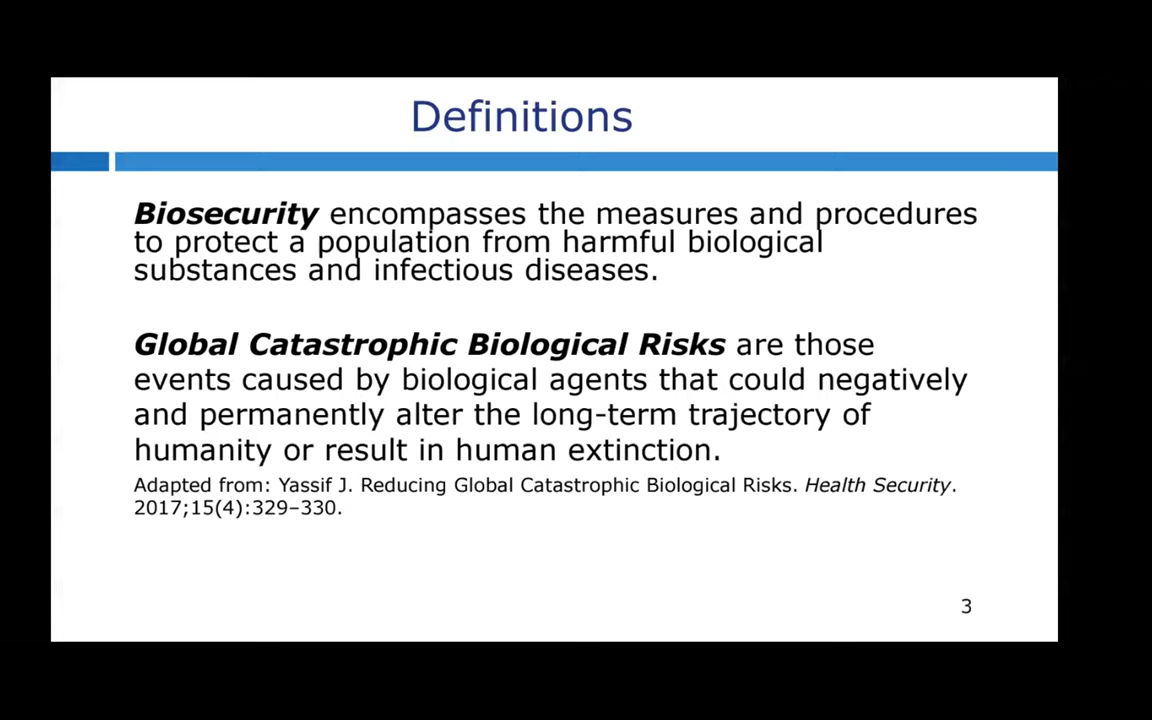 Definitions
Biosecurity encompasses the measures and procedures
to protect a population from harmful biological
substances and infectious diseases.
Global Catastrophic Biological Risks are those
events caused by biological agents that could negatively
and permanently alter the long-term trajectory of
humanity or result in human extinction.
Adapted from: Yassif J. Reducing Global Catastrophic Biological Risks. Health Security.
2017;15(4):329–330.
3